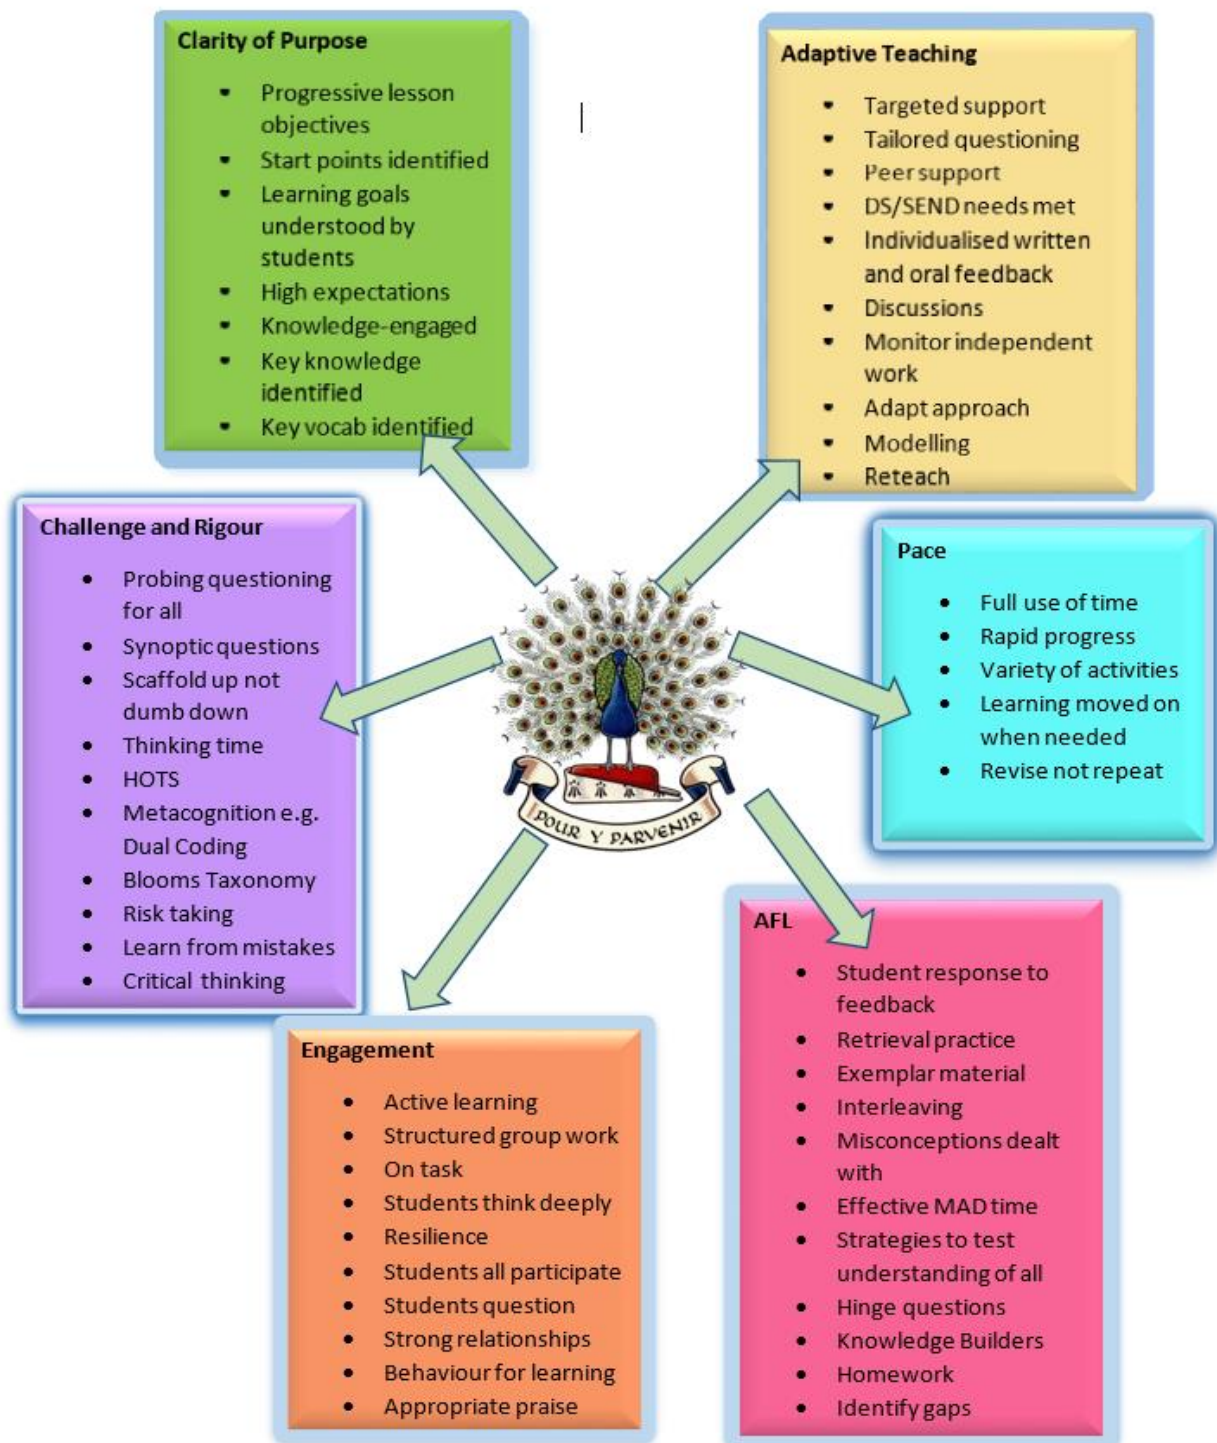 Clarity of Purpose
Progressive lesson
objectives
Start points identified
Learning goals
understood by
students
High expectations
Knowledge-engaged
Key knowledge
identified
Key vocab identified
Adaptive Teaching
Targeted support
Tailored questioning
Peer support
DS/SEND needs met
Individualised written
and oral feedback
Discussions
Monitor independent
work
Adapt approach
Modelling
Reteach
Challenge and Rigour
Probing questioning
for all
Synoptic questions
Scaffold up not
dumb down
Thinking time
HOTS
Metacognition e.g.
Dual Coding
Blooms Taxonomy
Risk taking
Learn from mistakes
Critical thinking
Pace
Full use of time
Rapid progress
Variety of activities
Learning moved on
when needed
Revise not repeat
POUR Y PARVENIR
Engagement
Active learning
Structured group work
On task
Students think deeply
Resilience
Students all participate
Students question
Strong relationships
Behaviour for learning
Appropriate praise
AFL
Student response to
feedback
Retrieval practice
Exemplar material
Interleaving
Misconceptions dealt
with
Effective MAD time
Strategies to test
understanding of all
Hinge questions
Knowledge Builders
Homework
Identify gaps